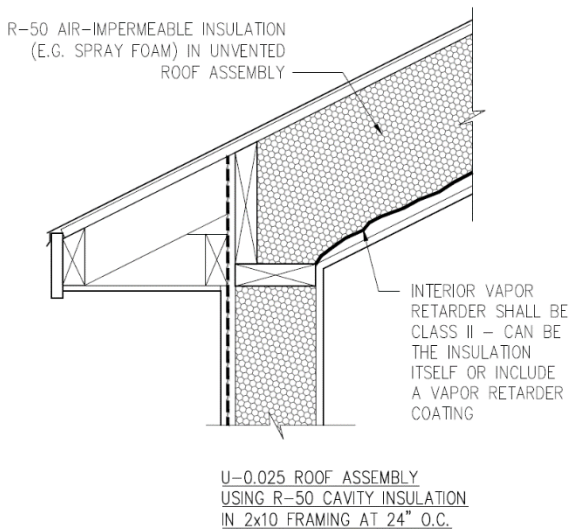 R-50 AIR-IMPERMEABLE INSULATION
(E.G. SPRAY FOAM) IN UNVENTED
ROOF ASSEMBLY
INTERIOR VAPOR
RETARDER SHALL BE
CLASS II – CAN BE
THE INSULATION
ITSELF OR INCLUDE
A VAPOR RETARDER
COATING
U-0.025 ROOF ASSEMBLY
USING R-50 CAVITY INSULATION
IN 2x10 FRAMING AT 24" O.C.